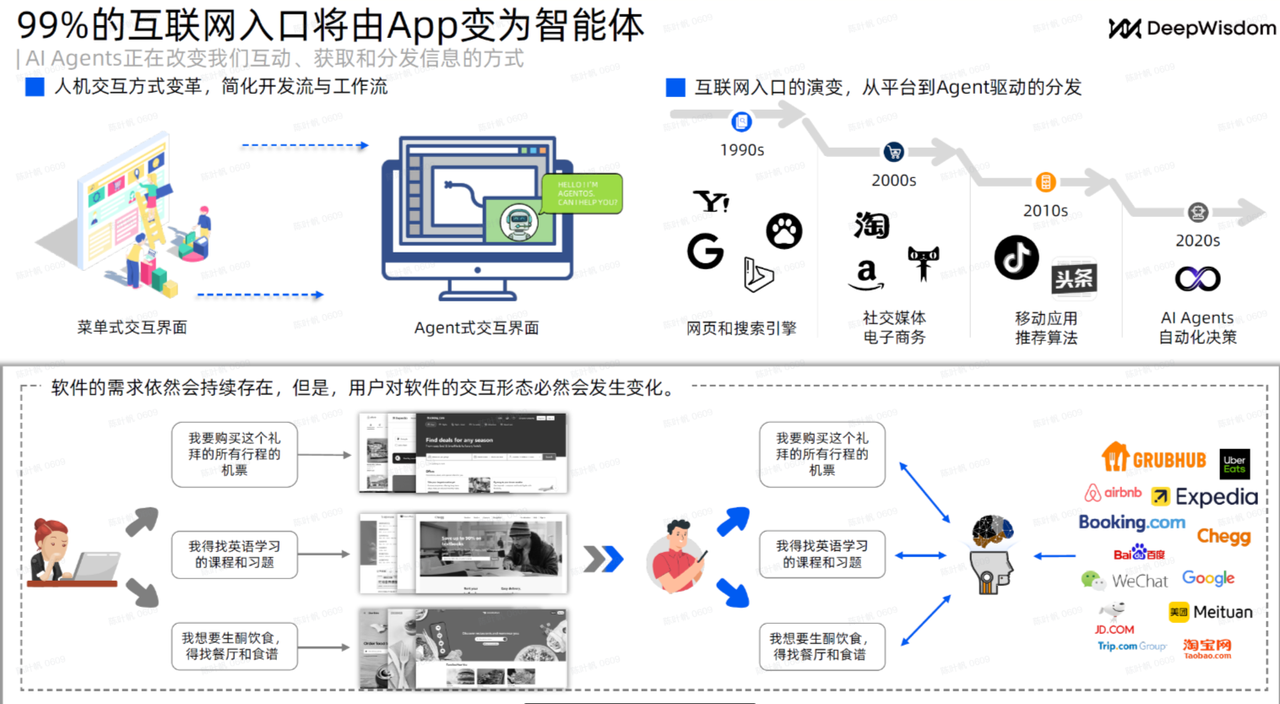 99%的互联网入口将由App变为智能体
DeepWisdom
| AI Agents正在改变我们互动、获取和分发信息的方式
人机交互方式变革，简化开发流与工作流
HELLO ! I'M
AGENTOS.
CAN I HELP YOU?
菜单式交互界面
Agent式交互界面
互联网入口的演变，从平台到Agent驱动的分发
1990s
2000s
2010s
2020s
Y!
G
淘
a
头条
网页和搜索引擎
社交媒体
电子商务
移动应用
推荐算法
AI Agents
自动化决策
软件的需求依然会持续存在，但是，用户对软件的交互形态必然会发生变化。
我要购买这个礼
拜的所有行程的
机票
我得找英语学习
的课程和习题
我想要生酮饮食，
得找餐厅和食谱
Find deals for any season
我要购买这个礼
拜的所有行程的
机票
我得找英语学习
的课程和习题
我想要生酮饮食，
得找餐厅和食谱
GRUBHUB
Uber
Eats
airbnb
Expedia
Booking.com
Chegg
Bai百度
WeChat
Google
JD.COM
美团 Meituan
Trip.com Group
淘宝网
Taobao.com